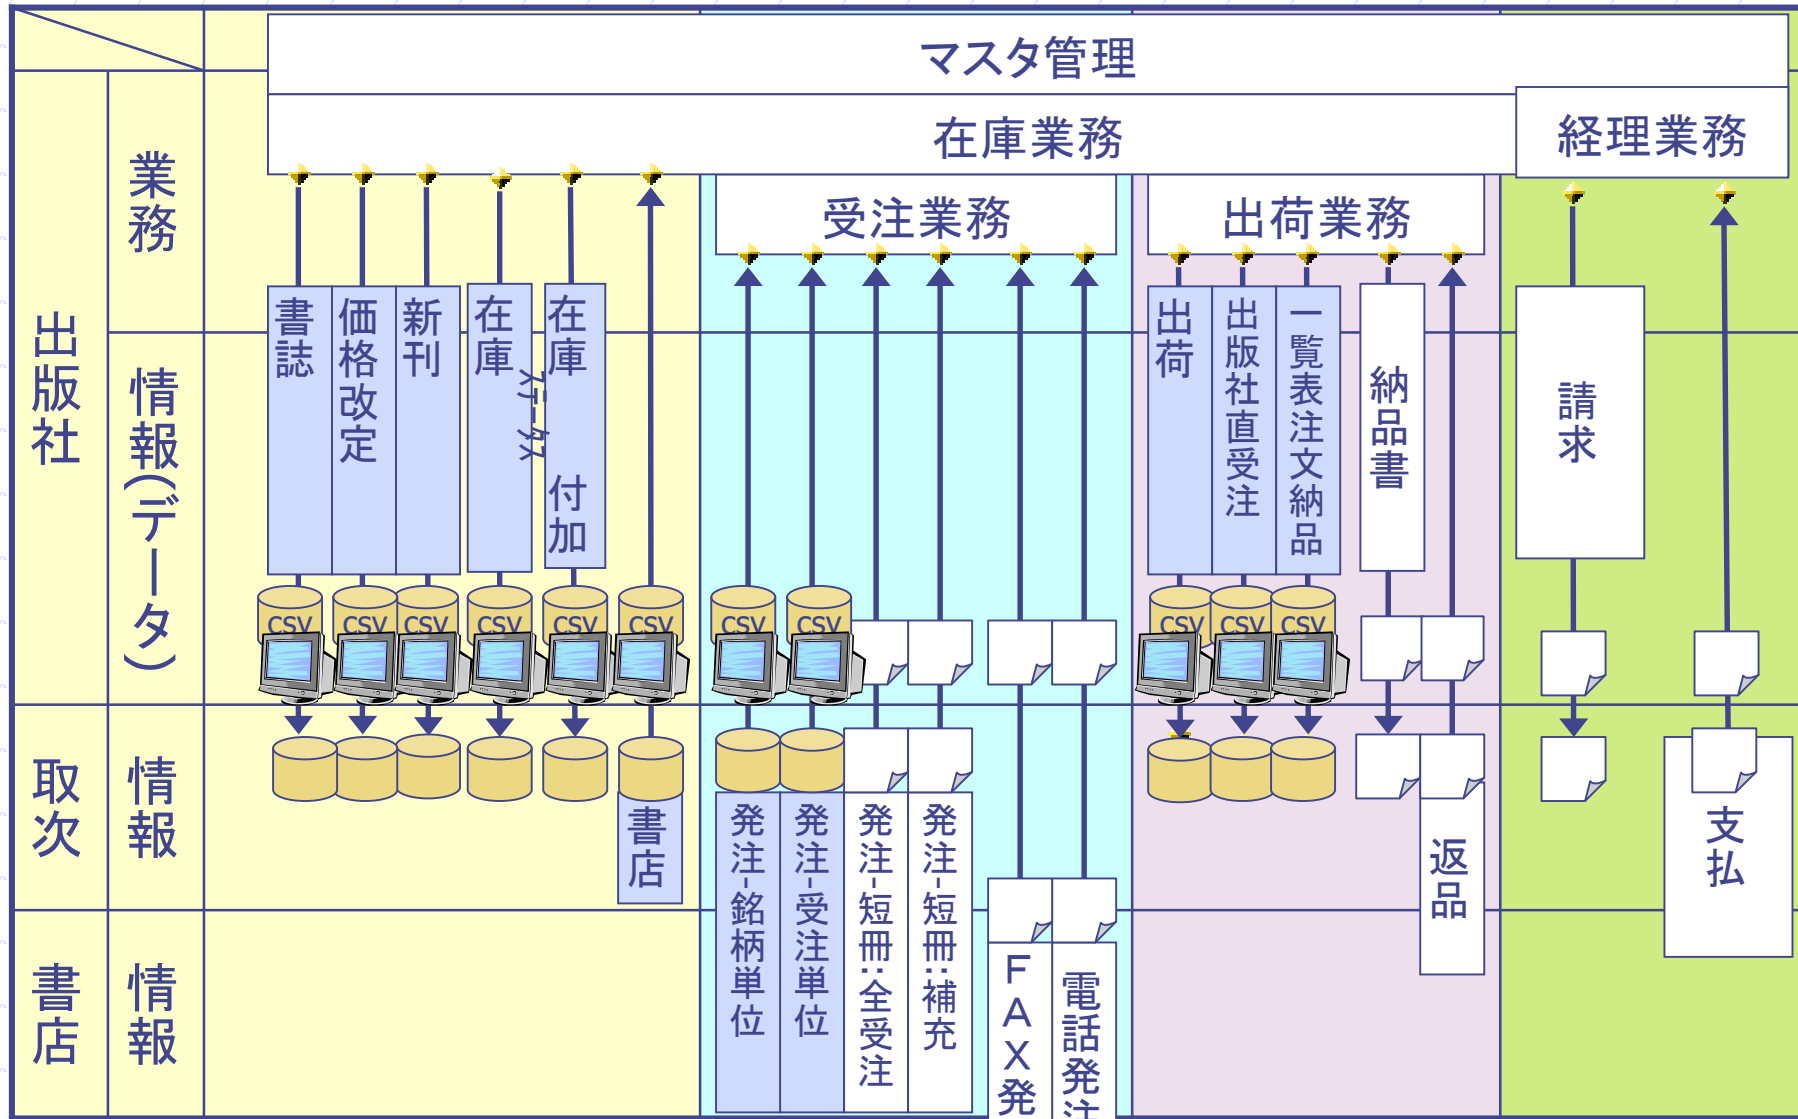 マスタ管理
在庫業務
経理業務
受注業務
出荷業務
出版社
業務
情報(データ)
書誌
価格改定
新刊
在庫
在庫
ｽﾃｰﾀｽ
付加
出荷
出版社直受注
一覧表注文納品
納品書
請求
CSV
CSV
CSV
CSV
CSV
CSV
CSV
CSV
CSV
CSV
CSV
取次
情報
書店
発注-銘柄単位
発注-受注単位
発注-短冊:全受注
発注-短冊:補充
返品
支払
書店
情報
ＦＡＸ発
電話発注